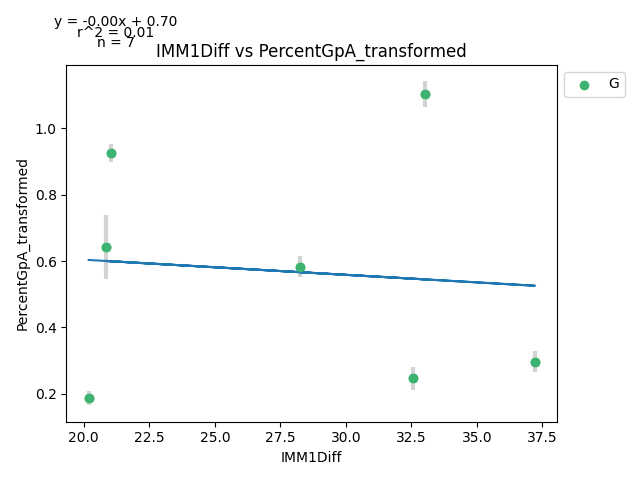 y = -0.00x + 0.70
r^2 = 0.01
n = 7
IMM1Diff vs PercentGpA_transformed
G
PercentGpA_transformed
1.0
0.8
0.6
0.4
0.2
20.0 22.5 25.0 27.5 30.0 32.5 35.0 37.5
IMM1Diff